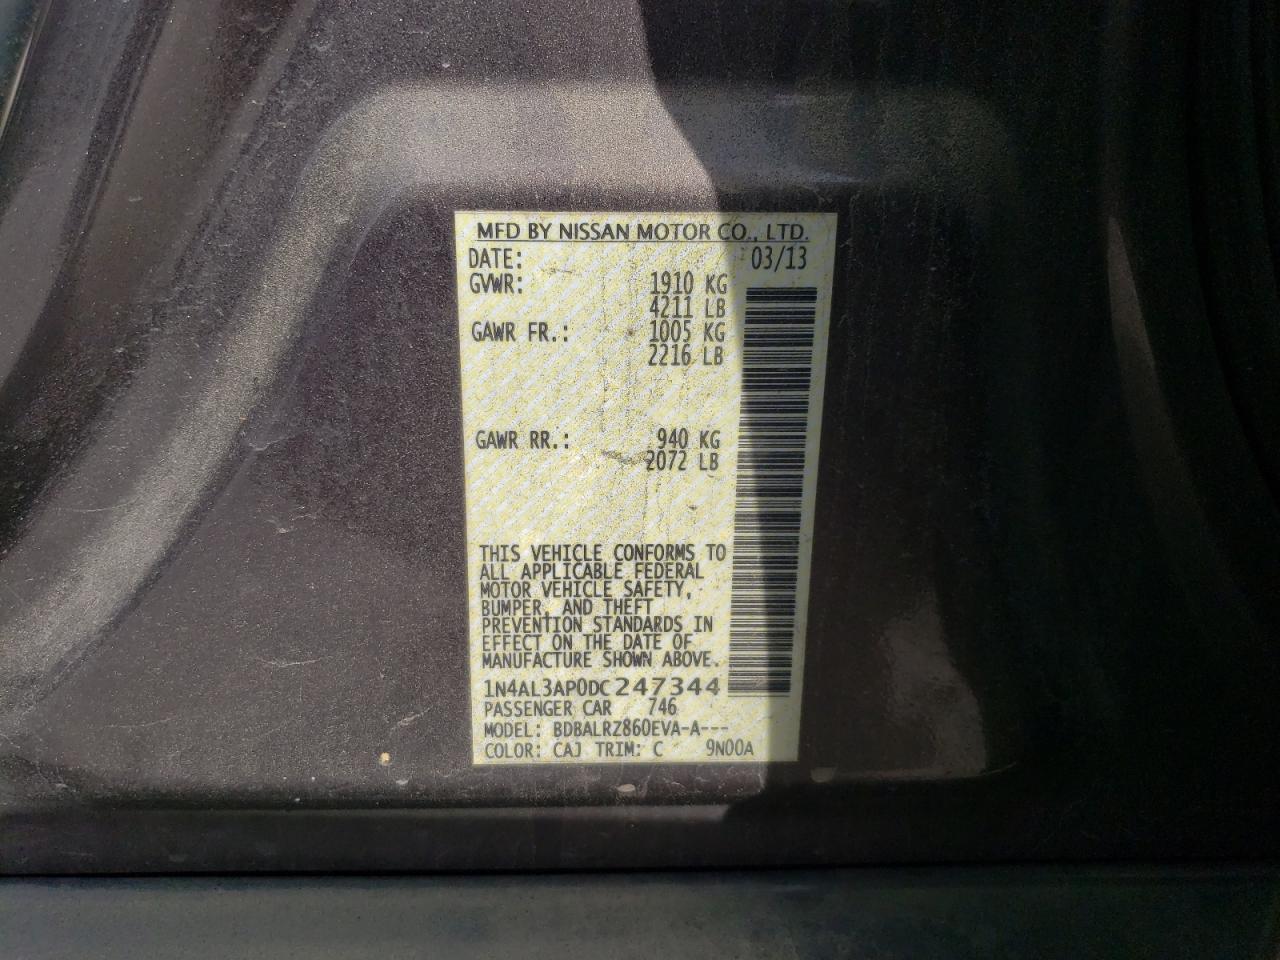 MFD BY NISSAN MOTOR CO., LTD.
DATE: 03/13
GVWR: 1910 KG
4211 LB
GAWR FR.: 1005 KG
2216 LB
GAWR RR.: 940 KG
2072 LB
THIS VEHICLE CONFORMS TO
ALL APPLICABLE FEDERAL
MOTOR VEHICLE SAFETY,
BUMPER, AND THEFT
PREVENTION STANDARDS IN
EFFECT ON THE DATE OF
MANUFACTURE SHOWN ABOVE.
1N4AL3AP0DC247344
PASSENGER CAR 746
MODEL: BDBALRZ860EVA-A---
COLOR: CAJ TRIM: C 9N00A